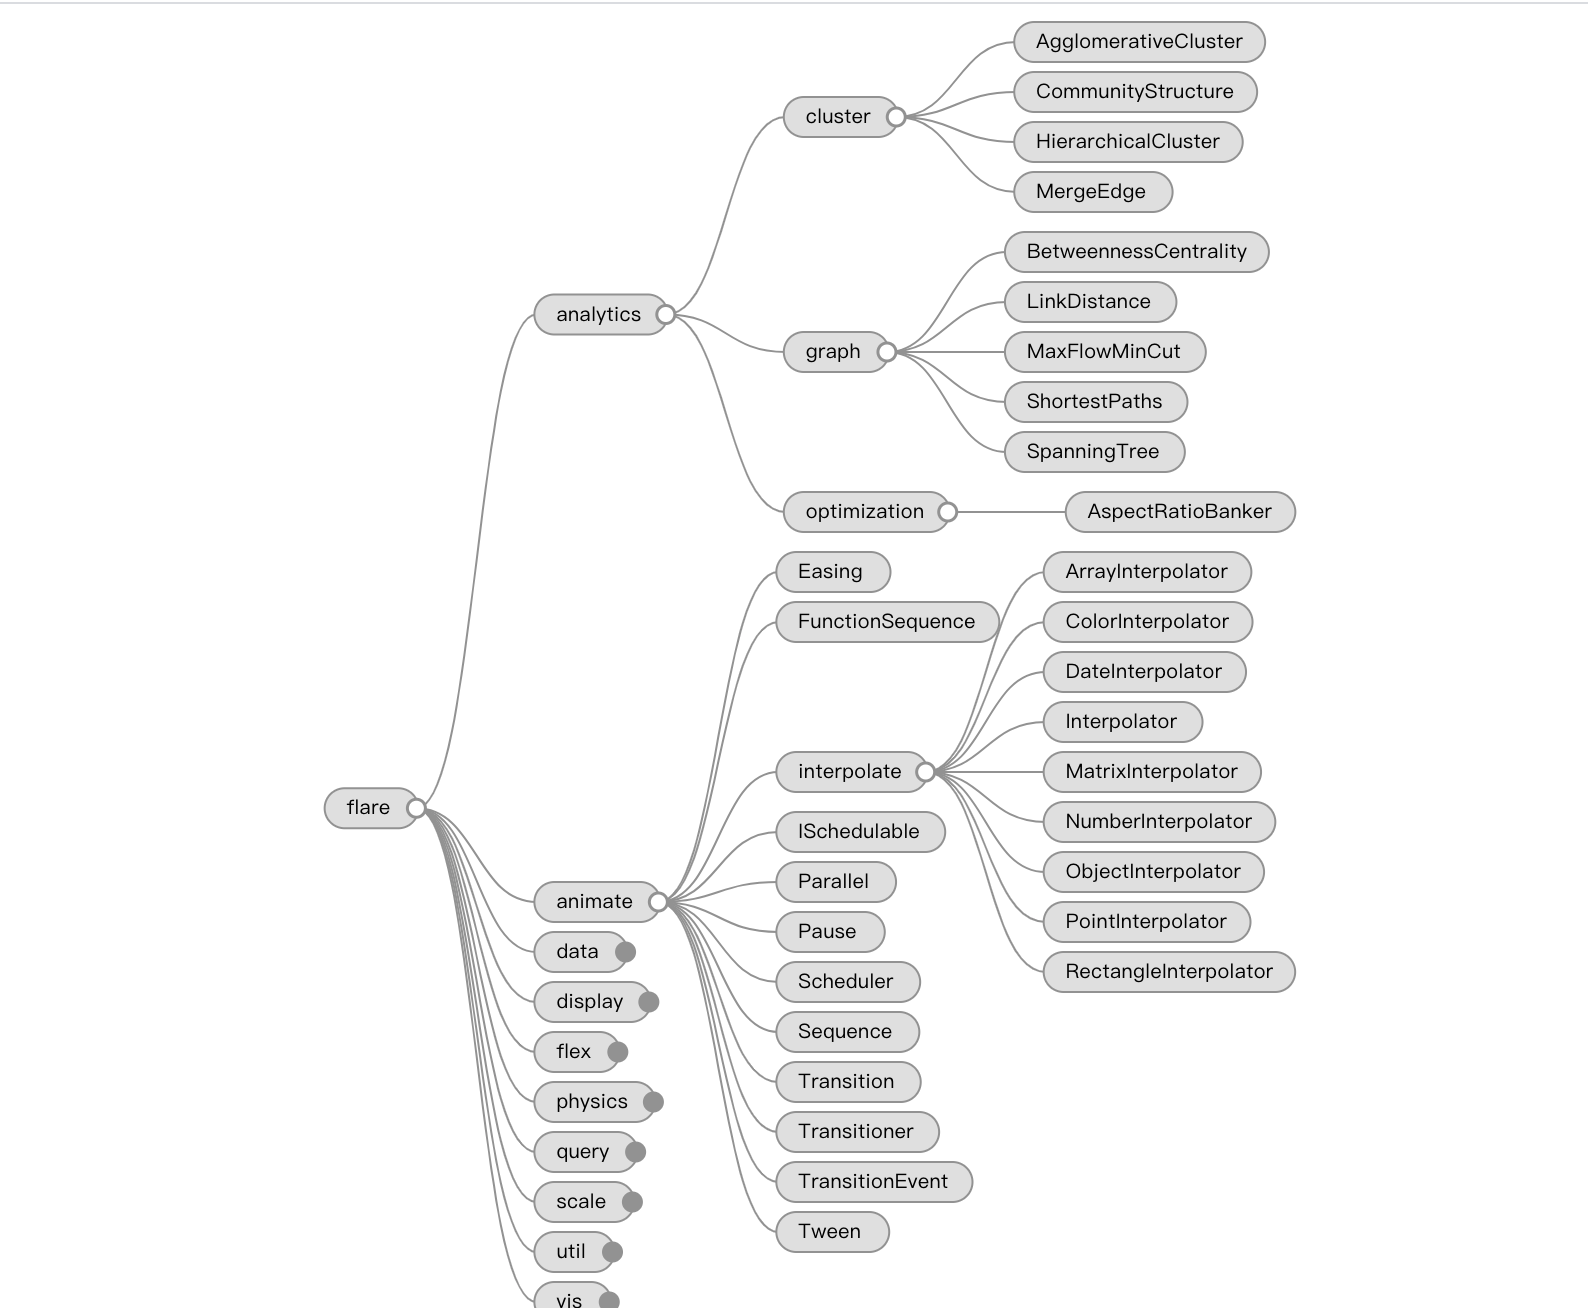 flare
analytics
cluster
AgglomerativeCluster
CommunityStructure
HierarchicalCluster
MergeEdge
graph
BetweennessCentrality
LinkDistance
MaxFlowMinCut
ShortestPaths
SpanningTree
optimization
AspectRatioBanker
animate
Easing
FunctionSequence
interpolate
ArrayInterpolator
ColorInterpolator
DateInterpolator
Interpolator
MatrixInterpolator
NumberInterpolator
ObjectInterpolator
PointInterpolator
RectangleInterpolator
ISchedulable
Parallel
Pause
Scheduler
Sequence
Transition
Transitioner
TransitionEvent
Tween
data
display
flex
physics
query
scale
util
vis